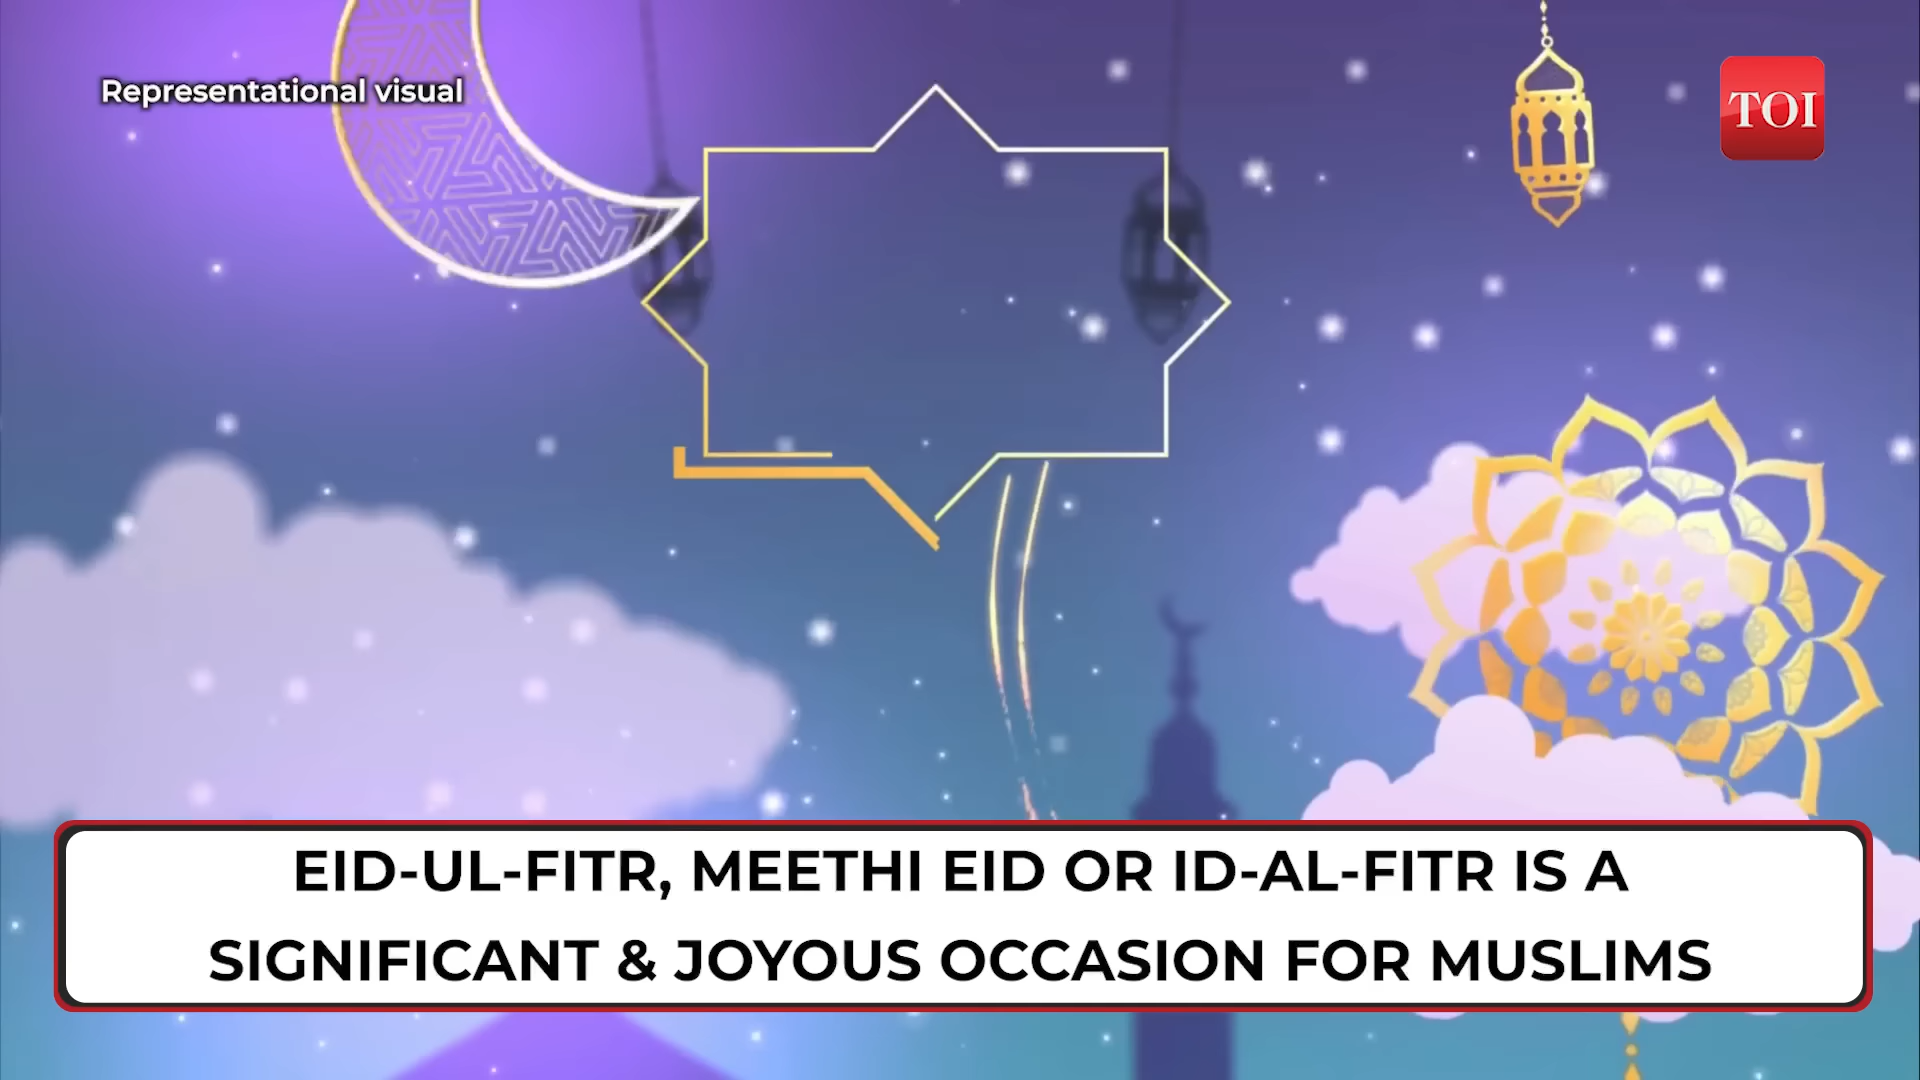 Representational visual
TOI
EID-UL-FITR, MEETHI EID OR ID-AL-FITR IS A
SIGNIFICANT & JOYOUS OCCASION FOR MUSLIMS